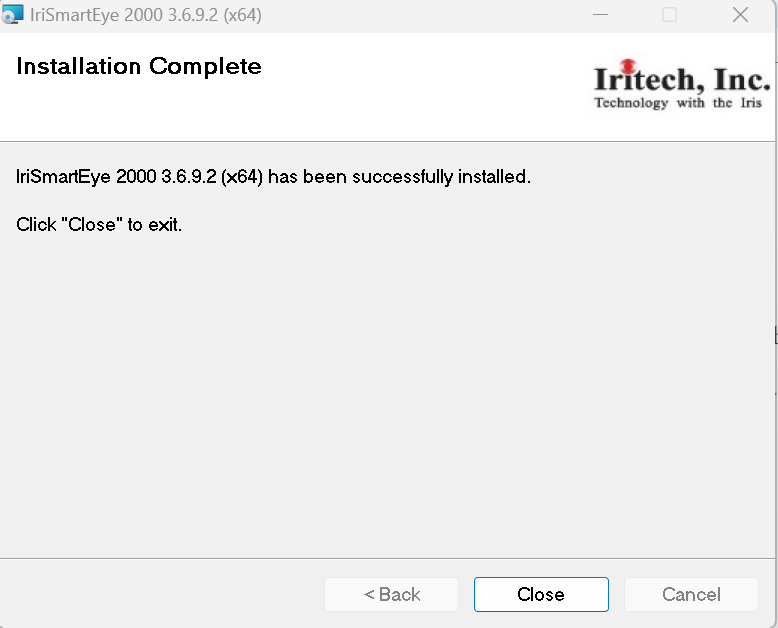 IriSmartEye 2000 3.6.9.2 (x64)
Installation Complete
Iritech, Inc.
Technology with the Iris
IriSmartEye 2000 3.6.9.2 (x64) has been successfully installed.
Click "Close" to exit.
< Back
Close
Cancel